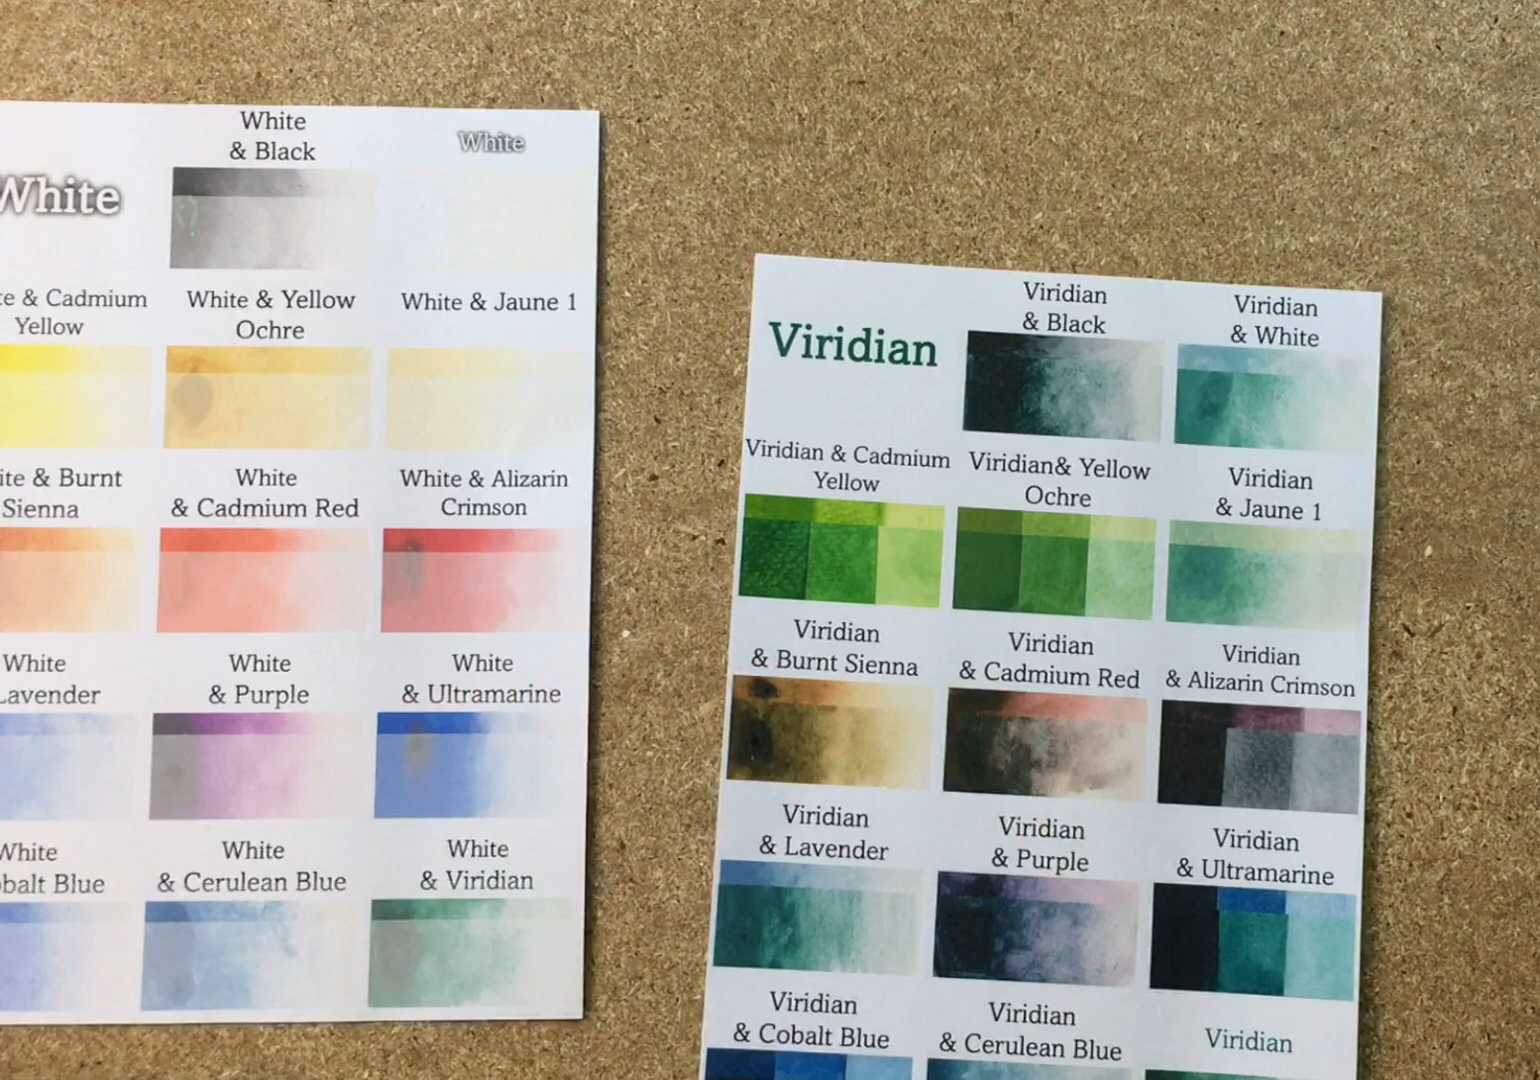 White
& Black
White
White
& Cadmium
Yellow
White & Yellow
Ochre
White & Jaune 1
& Burnt
Sienna
White
& Cadmium Red
White & Alizarin
Crimson
White
Lavender
White
& Purple
White
& Ultramarine
White
Blue
White
& Cerulean Blue
White
& Viridian
Viridian
Viridian
& Black
Viridian
& White
Viridian & Cadmium
Yellow
Viridian& Yellow
Ochre
Viridian
& Jaune 1
Viridian
& Burnt Sienna
Viridian
& Cadmium Red
Viridian
& Alizarin Crimson
Viridian
& Lavender
Viridian
& Purple
Viridian
& Ultramarine
Viridian
& Cobalt Blue
Viridian
& Cerulean Blue
Viridian